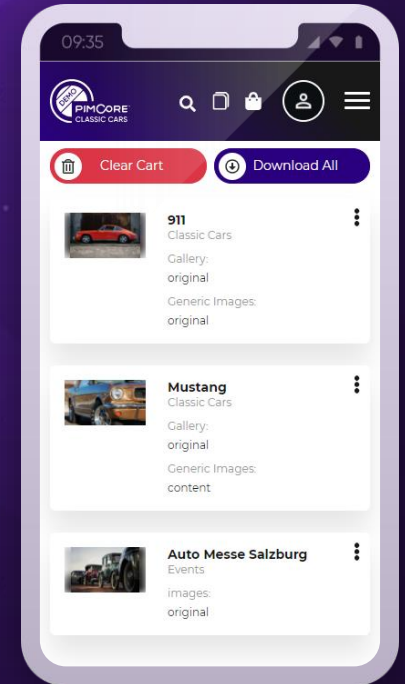 09:35
DEMO
PIMCORE
CLASSIC CARS
Clear Cart
Download All
911
Classic Cars
Gallery:
original
Generic Images:
original
Mustang
Classic Cars
Gallery:
original
Generic Images:
content
Auto Messe Salzburg
Events
images:
original